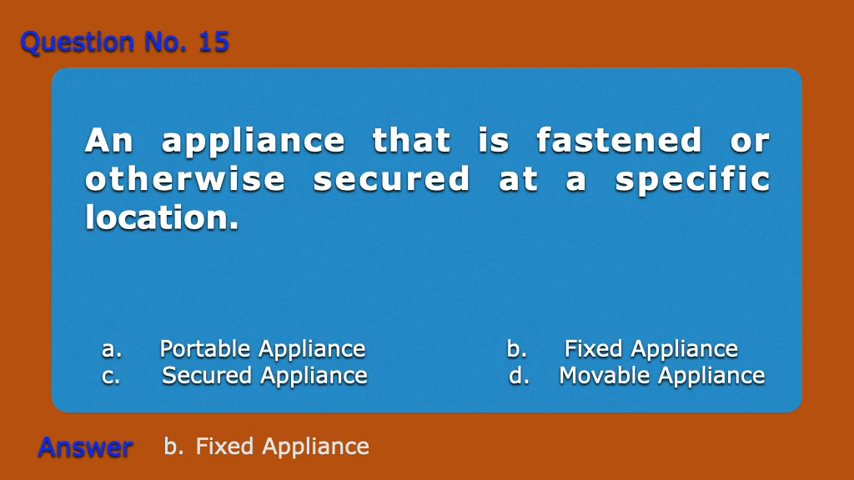 Question No. 15
An appliance that is fastened or
otherwise secured at a specific
location.
a. Portable Appliance b. Fixed Appliance
c. Secured Appliance d. Movable Appliance
Answer b. Fixed Appliance